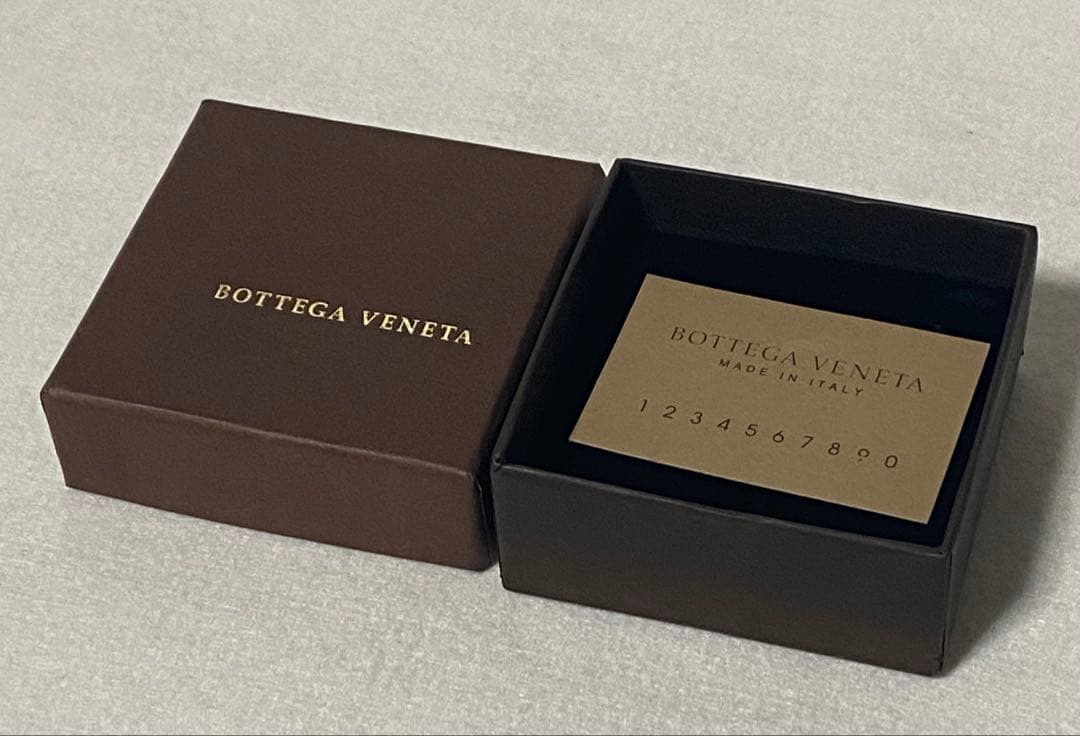 BOTTEGA VENETA
BOTTEGA VENETA
MADE IN ITALY
1 2 3 4 5 6 7 8 9 0